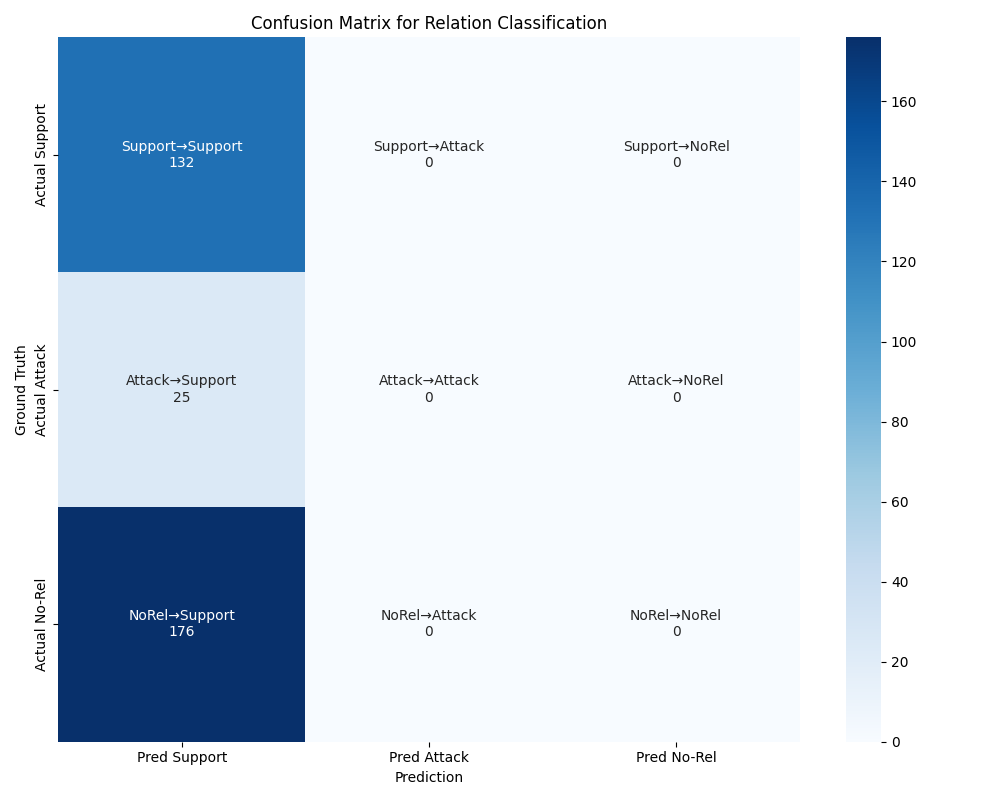 Confusion Matrix for Relation Classification
Ground Truth
Actual Support
Actual Attack
Actual No-Rel
Support→Support
132
Support→Attack
0
Support→NoRel
0
Attack→Support
25
Attack→Attack
0
Attack→NoRel
0
NoRel→Support
176
NoRel→Attack
0
NoRel→NoRel
0
Pred Support
Pred Attack
Pred No-Rel
Prediction
160
140
120
100
80
60
40
20
0